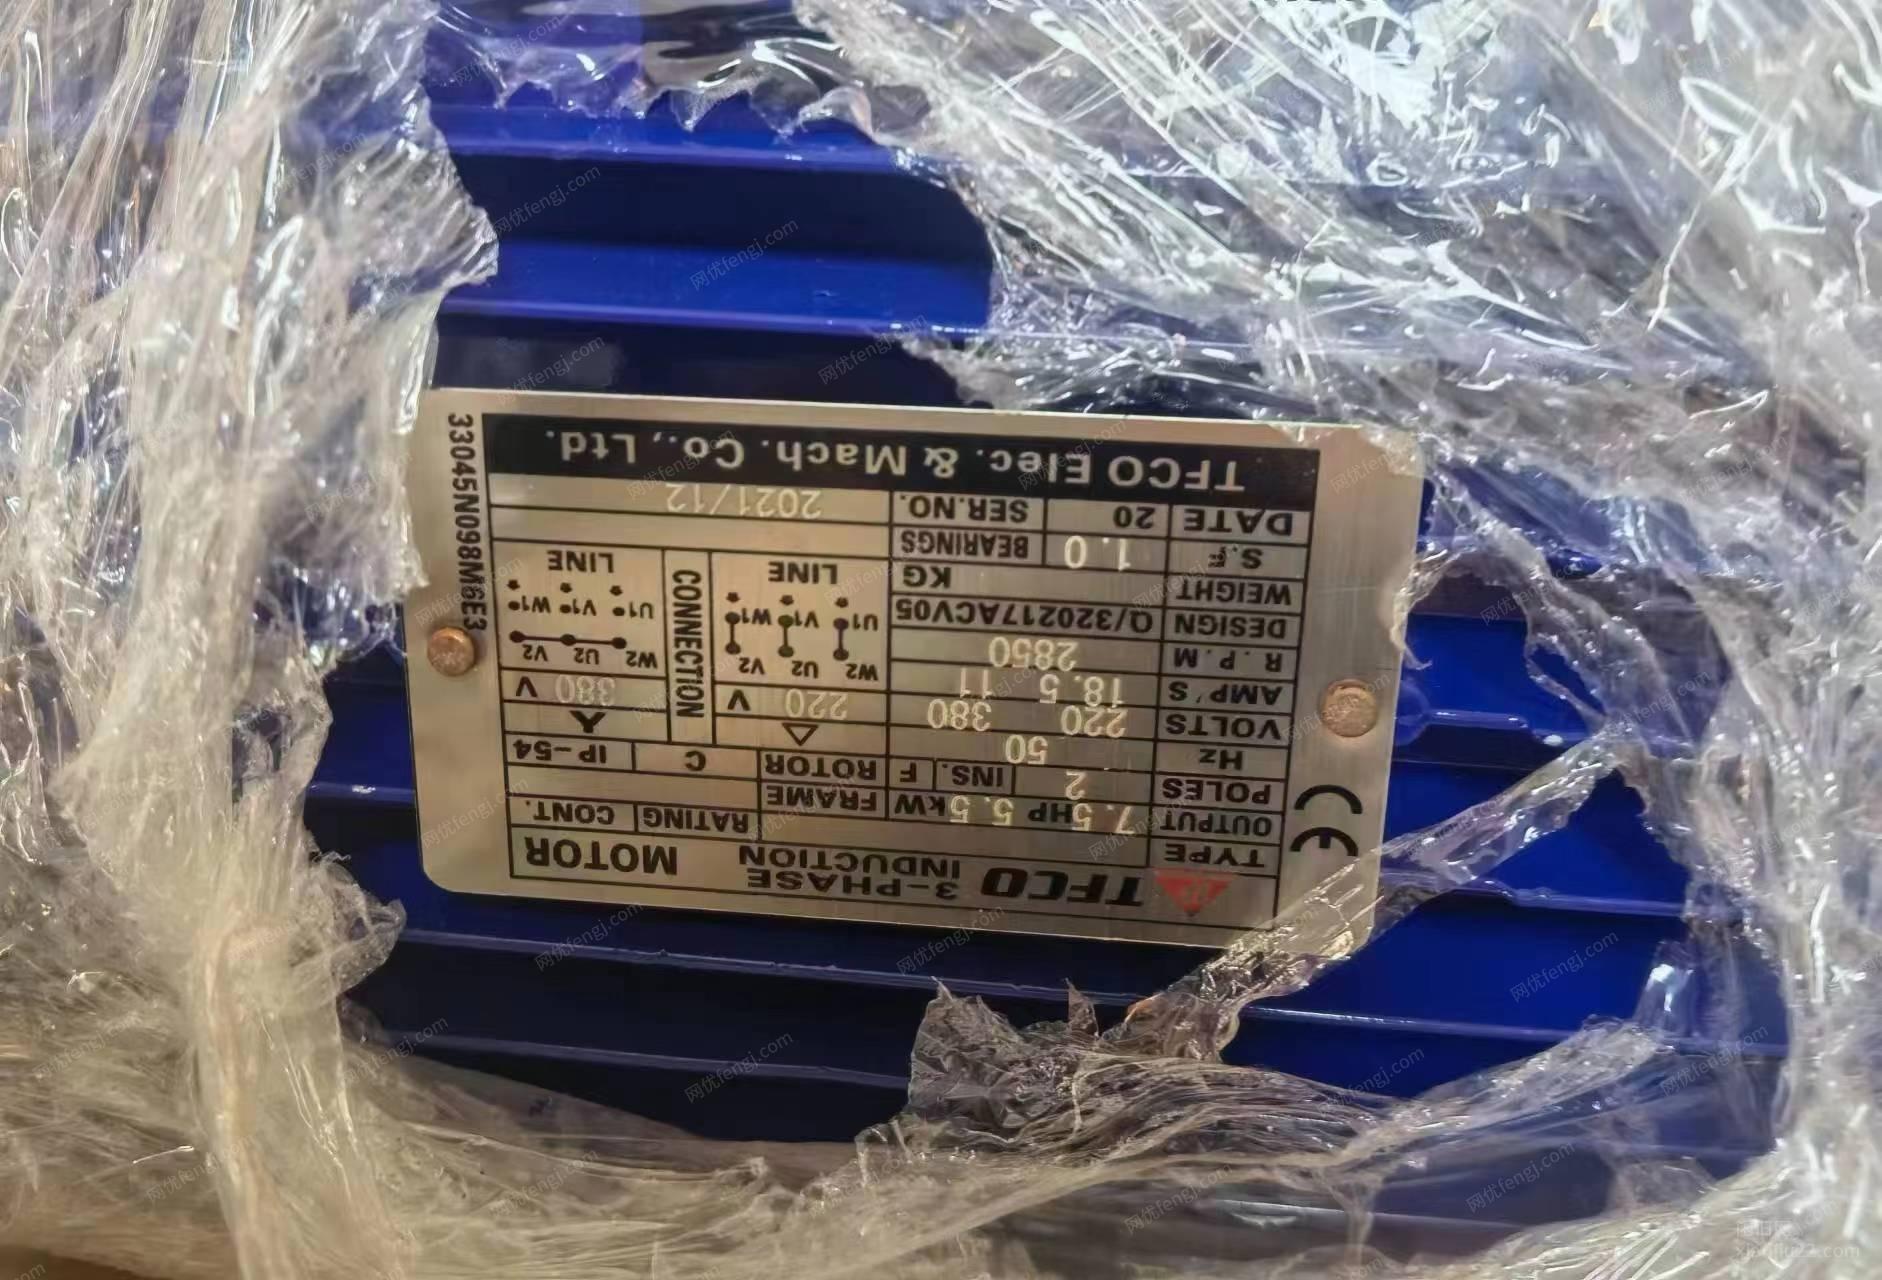 TFCO 3-PHASE INDUCTION MOTOR
TYPE
OUTPUT 7.5HP 5.5kW FRAME RATING CONT.
POLES 2 INS. F ROTOR C IP-54
Hz 50
VOLTS 220 380
AMP'S 18.5 11
R.P.M 2850
DESIGN Q/320217ACV05
WEIGHT KG
S.F 1.0 BEARINGS
DATE 20 SER.NO. 2021/12
△
220 V
W2 U2 V2
U1 V1 W1
LINE
CONNECTION
Y
380 V
W2 U2 V2
U1 V1 W1
LINE
TFCO Elec. & Mach. Co., Ltd.
CE
33045N098M6E3
网优fengj.com